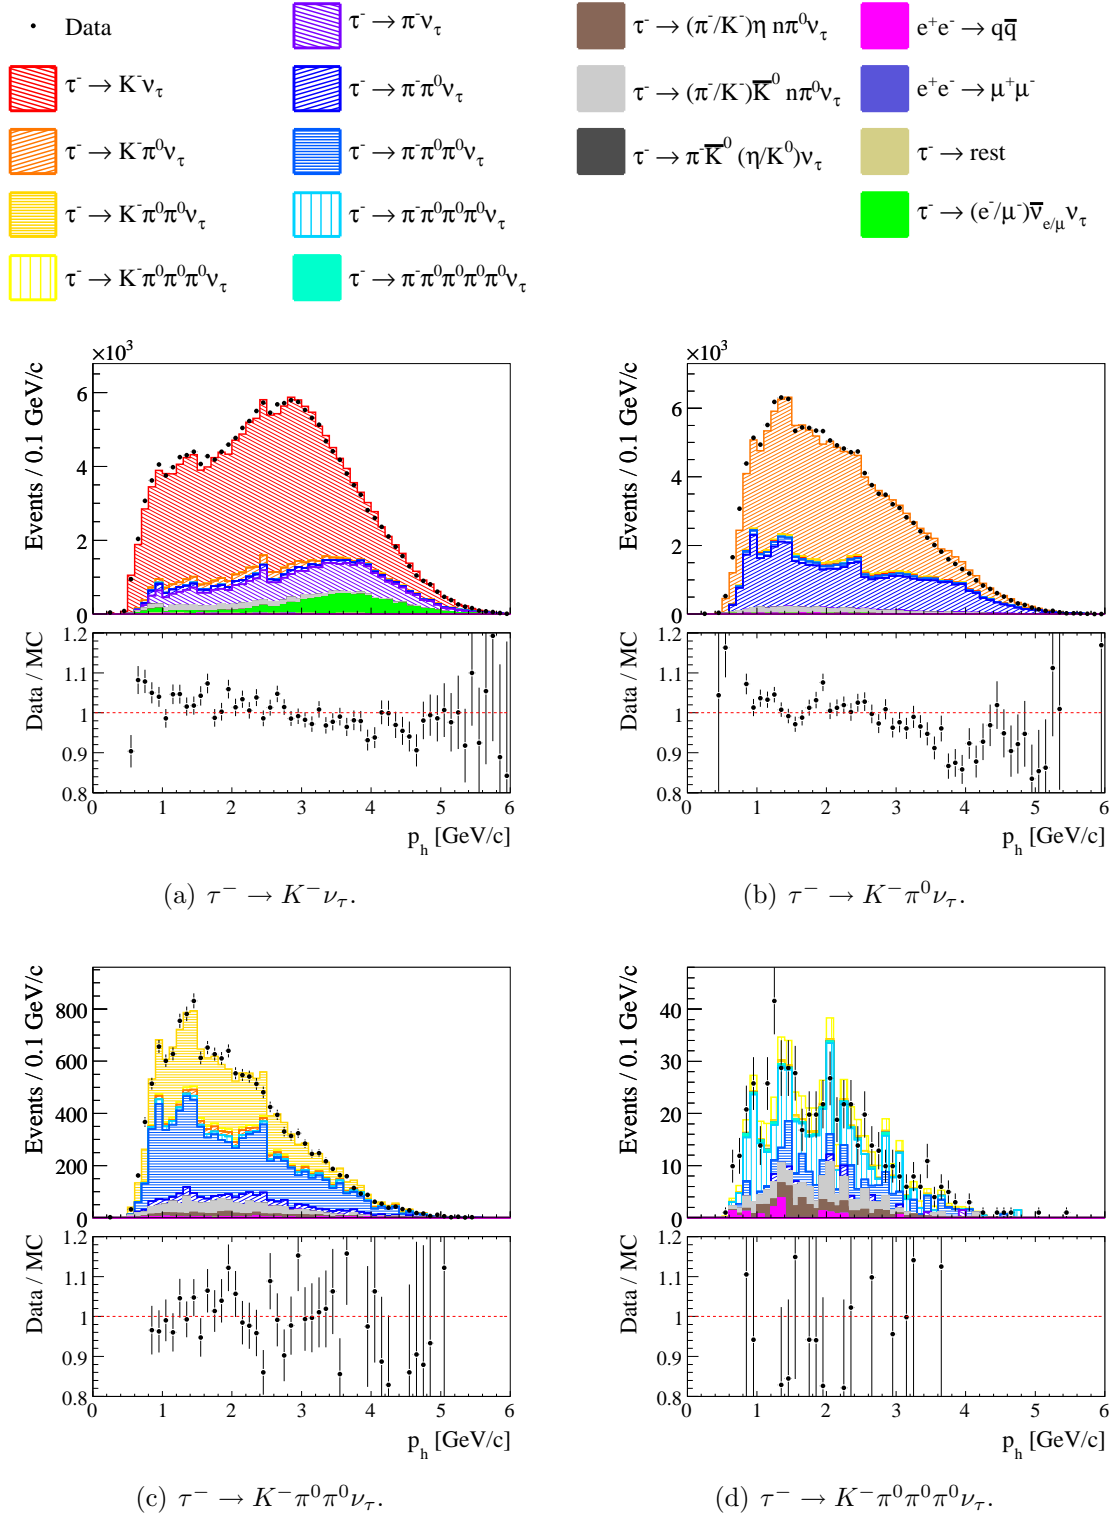 Data
τ⁻ → K⁻ν_τ
τ⁻ → K⁻π⁰ν_τ
τ⁻ → K⁻π⁰π⁰ν_τ
τ⁻ → K⁻π⁰π⁰π⁰ν_τ
τ⁻ → π⁻ν_τ
τ⁻ → π⁻π⁰ν_τ
τ⁻ → π⁻π⁰π⁰ν_τ
τ⁻ → π⁻π⁰π⁰π⁰ν_τ
τ⁻ → π⁻π⁰π⁰π⁰π⁰ν_τ
τ⁻ → (π⁻/K⁻)η nπ⁰ν_τ
τ⁻ → (π⁻/K⁻)K̅⁰ nπ⁰ν_τ
τ⁻ → π⁻K̅⁰ (η/K⁰)ν_τ
e⁺e⁻ → qq̅
e⁺e⁻ → μ⁺μ⁻
τ⁻ → rest
τ⁻ → (e⁻/μ⁻)ν̅_{e/μ} ν_τ
×10³
Events / 0.1 GeV/c
6
4
2
0
Data / MC
1.2
1.1
1
0.9
0.8
0 1 2 3 4 5 6
p_h [GeV/c]
(a) τ⁻ → K⁻ν_τ.
×10³
Events / 0.1 GeV/c
6
4
2
0
Data / MC
1.2
1.1
1
0.9
0.8
0 1 2 3 4 5 6
p_h [GeV/c]
(b) τ⁻ → K⁻π⁰ν_τ.
Events / 0.1 GeV/c
800
600
400
200
0
Data / MC
1.2
1.1
1
0.9
0.8
0 1 2 3 4 5 6
p_h [GeV/c]
(c) τ⁻ → K⁻π⁰π⁰ν_τ.
Events / 0.1 GeV/c
40
30
20
10
0
Data / MC
1.2
1.1
1
0.9
0.8
0 1 2 3 4 5 6
p_h [GeV/c]
(d) τ⁻ → K⁻π⁰π⁰π⁰ν_τ.